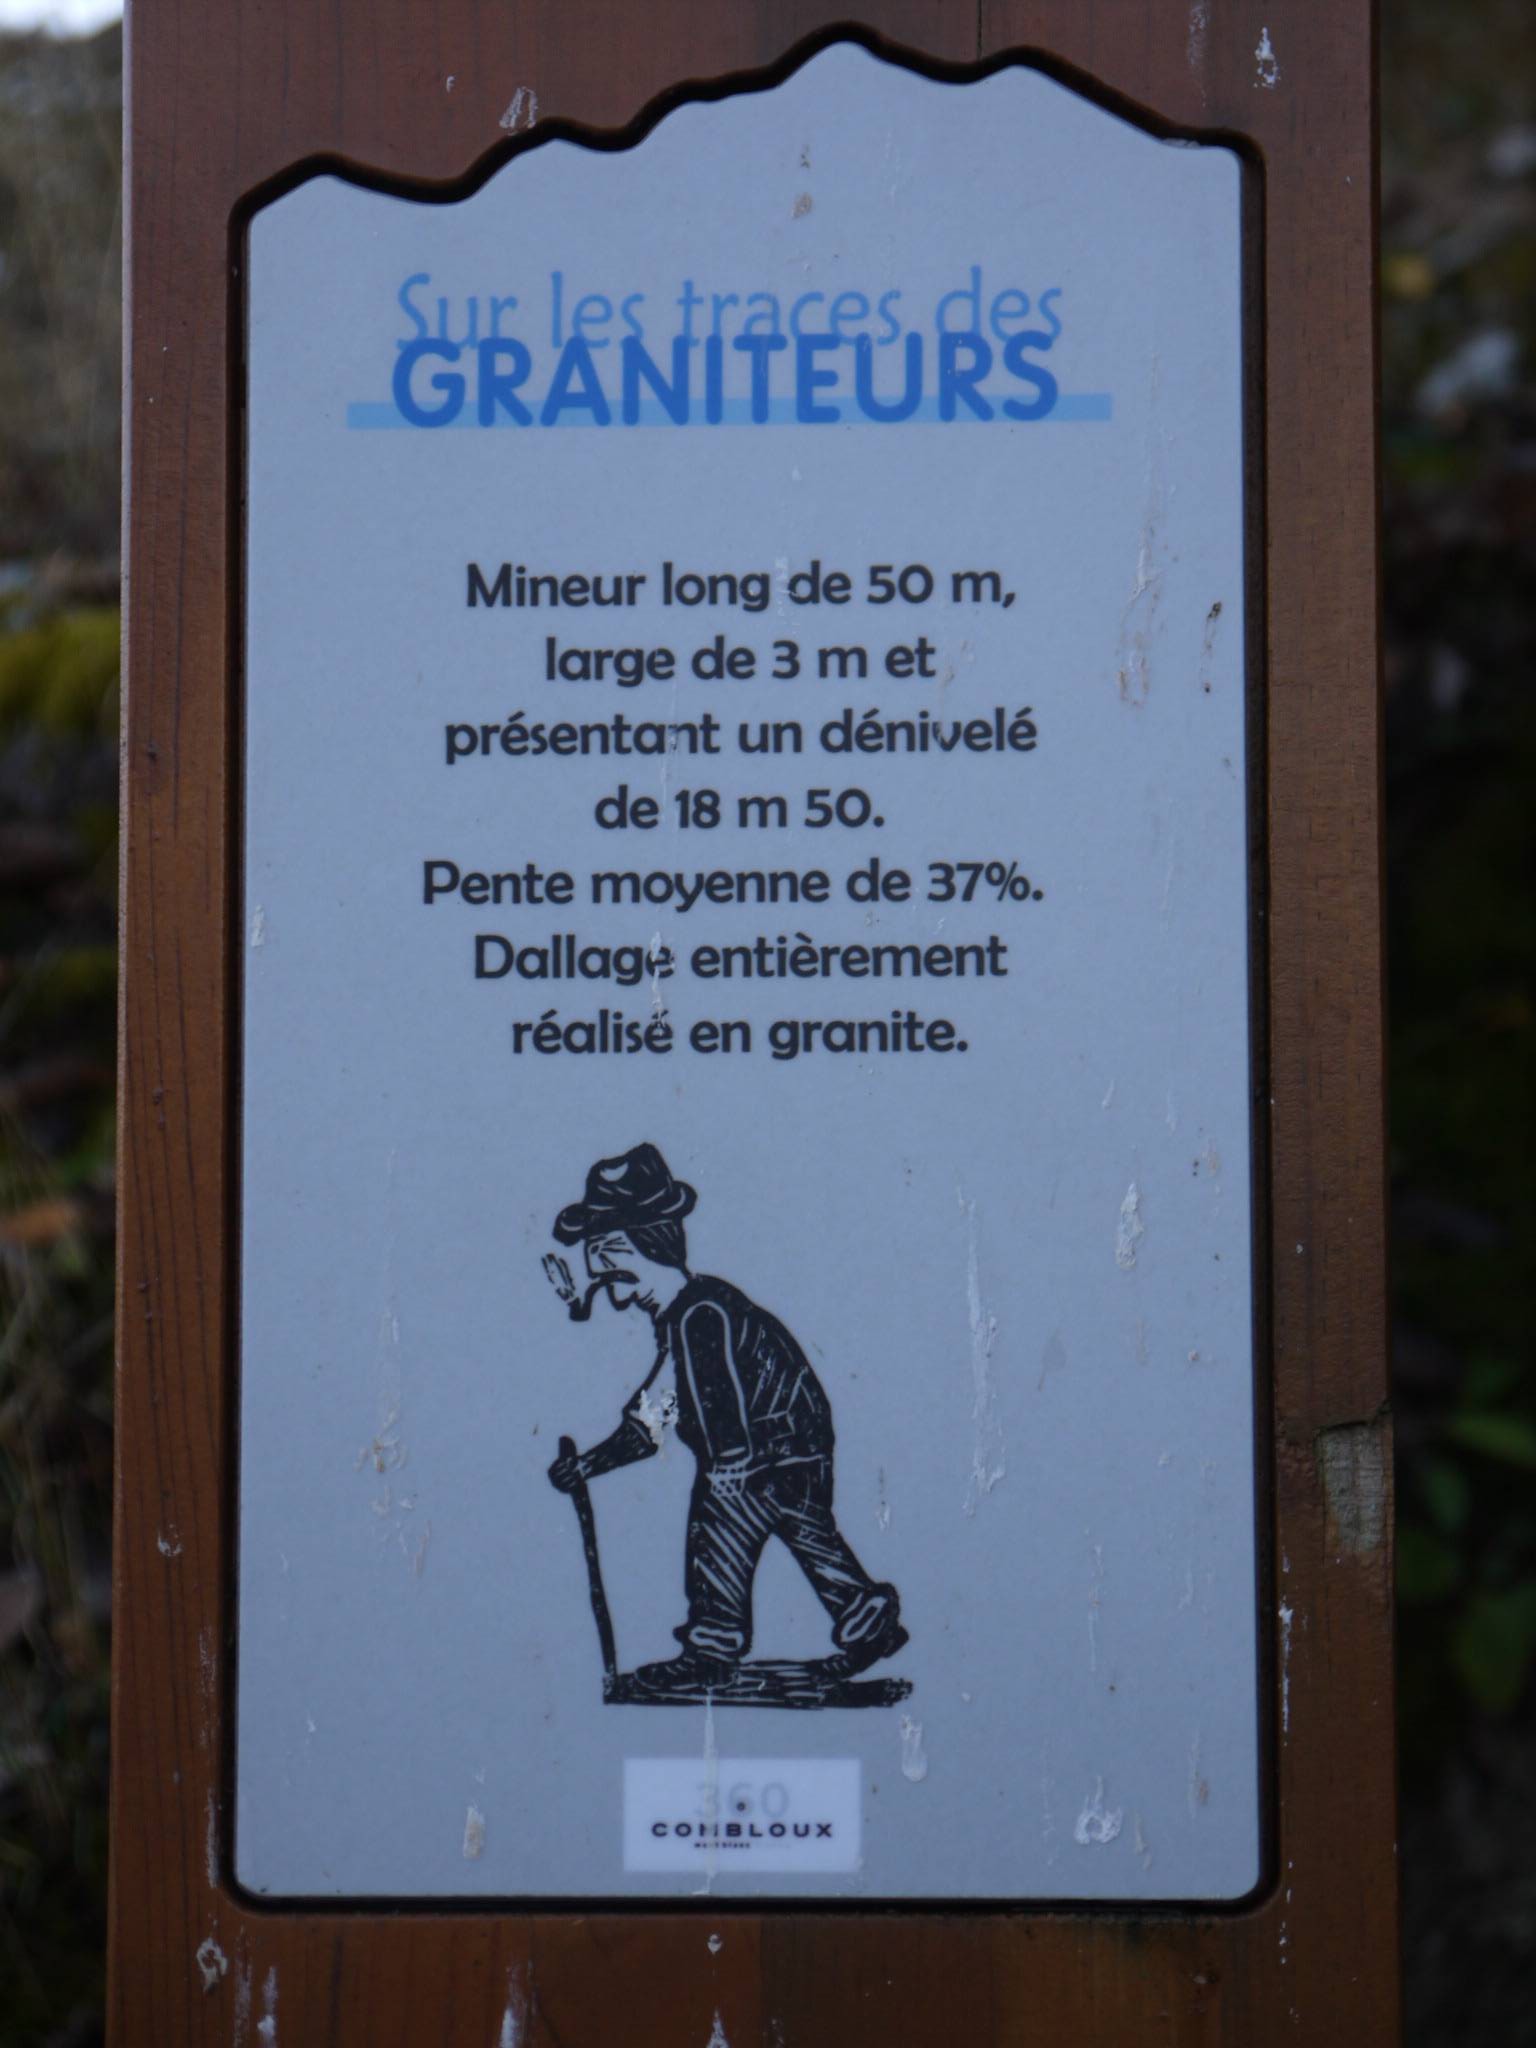 Sur les traces des
GRANITEURS
Mineur long de 50 m,
large de 3 m et
présentant un dénivelé
de 18 m 50.
Pente moyenne de 37%.
Dallage entièrement
réalisé en granite.
360
COMBLOUX